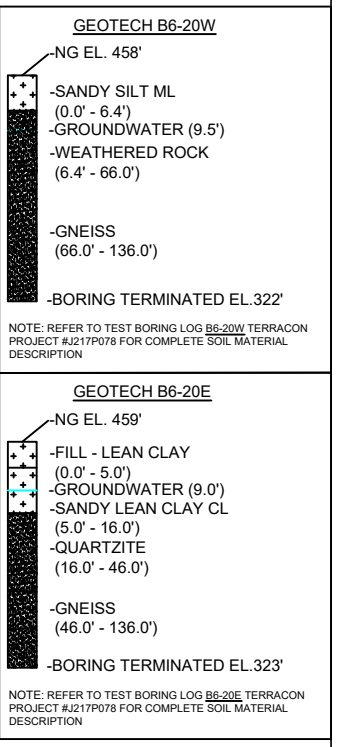 GEOTECH B6-20W
-NG EL. 458'
-SANDY SILT ML
(0.0' - 6.4')
-GROUNDWATER (9.5')
-WEATHERED ROCK
(6.4' - 66.0')
-GNEISS
(66.0' - 136.0')
-BORING TERMINATED EL.322'
NOTE: REFER TO TEST BORING LOG B6-20W TERRACON
PROJECT #J217P078 FOR COMPLETE SOIL MATERIAL
DESCRIPTION
GEOTECH B6-20E
-NG EL. 459'
-FILL - LEAN CLAY
(0.0' - 5.0')
-GROUNDWATER (9.0')
-SANDY LEAN CLAY CL
(5.0' - 16.0')
-QUARTZITE
(16.0' - 46.0')
-GNEISS
(46.0' - 136.0')
-BORING TERMINATED EL.323'
NOTE: REFER TO TEST BORING LOG B6-20E TERRACON
PROJECT #J217P078 FOR COMPLETE SOIL MATERIAL
DESCRIPTION